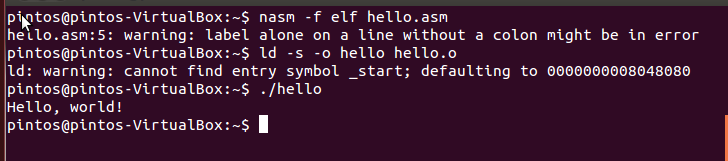 pintos@pintos-VirtualBox:~$ nasm -f elf hello.asm
hello.asm:5: warning: label alone on a line without a colon might be in error
pintos@pintos-VirtualBox:~$ ld -s -o hello hello.o
ld: warning: cannot find entry symbol _start; defaulting to 0000000008048080
pintos@pintos-VirtualBox:~$ ./hello
Hello, world!
pintos@pintos-VirtualBox:~$